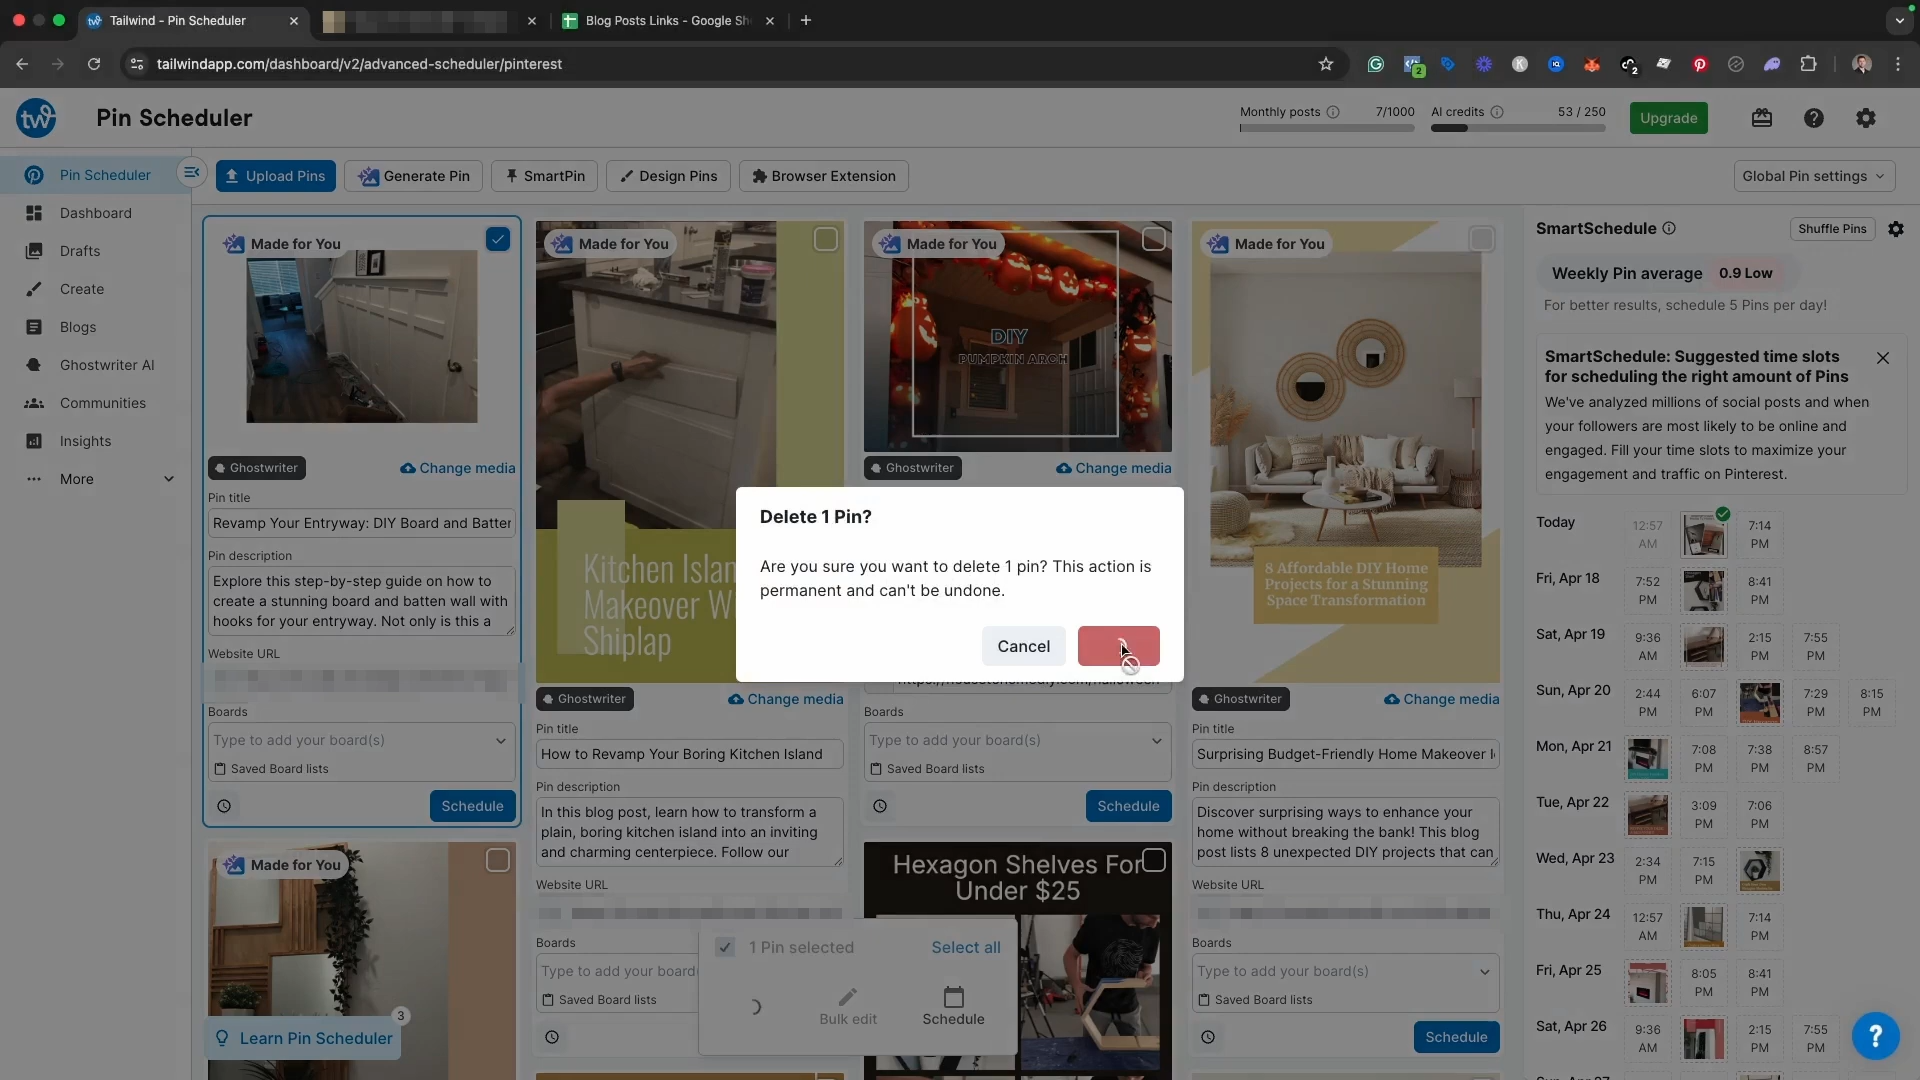 Tailwind - Pin Scheduler
Blog Posts Links - Google Sh
tailwindapp.com/dashboard/v2/advanced-scheduler/pinterest
2
2
tw
Pin Scheduler
Monthly posts 7/1000
AI credits 53 / 250
Upgrade
Pin Scheduler
Dashboard
Drafts
Create
Blogs
Ghostwriter AI
Communities
Insights
More
Upload Pins
Generate Pin
SmartPin
Design Pins
Browser Extension
Global Pin settings
Made for You
Ghostwriter
Change media
Pin title
Revamp Your Entryway: DIY Board and Batter
Pin description
Explore this step-by-step guide on how to
create a stunning board and batten wall with
hooks for your entryway. Not only is this a
Website URL
Boards
Type to add your board(s)
Saved Board lists
Schedule
Made for You
3
Learn Pin Scheduler
Made for You
Kitchen Islan
Makeover W
Shiplap
Ghostwriter
Change media
Pin title
How to Revamp Your Boring Kitchen Island
Pin description
In this blog post, learn how to transform a
plain, boring kitchen island into an inviting
and charming centerpiece. Follow our
Website URL
Boards
Type to add your board
Saved Board lists
Made for You
DIY
PUMPKIN ARCH
Ghostwriter
Change media
Boards
Type to add your board(s)
Saved Board lists
Schedule
Hexagon Shelves For
Under $25
Made for You
8 Affordable DIY Home
Projects for a Stunning
Space Transformation
Ghostwriter
Change media
Pin title
Surprising Budget-Friendly Home Makeover I
Pin description
Discover surprising ways to enhance your
home without breaking the bank! This blog
post lists 8 unexpected DIY projects that can
Website URL
Boards
Type to add your board(s)
Saved Board lists
Schedule
Delete 1 Pin?
Are you sure you want to delete 1 pin? This action is
permanent and can't be undone.
Cancel
1 Pin selected
Select all
Bulk edit
Schedule
SmartSchedule
Shuffle Pins
Weekly Pin average 0.9 Low
For better results, schedule 5 Pins per day!
SmartSchedule: Suggested time slots
for scheduling the right amount of Pins
We've analyzed millions of social posts and when
your followers are most likely to be online and
engaged. Fill your time slots to maximize your
engagement and traffic on Pinterest.
Today 12:57 AM 7:14 PM
Fri, Apr 18 7:52 PM 8:41 PM
Sat, Apr 19 9:36 AM 2:15 PM 7:55 PM
Sun, Apr 20 2:44 PM 6:07 PM 7:29 PM 8:15 PM
Mon, Apr 21 7:08 PM 7:38 PM 8:57 PM
Tue, Apr 22 3:09 PM 7:06 PM
Wed, Apr 23 2:34 PM 7:15 PM
Thu, Apr 24 12:57 AM 7:14 PM
Fri, Apr 25 8:05 PM 8:41 PM
Sat, Apr 26 9:36 AM 2:15 PM 7:55 PM
?